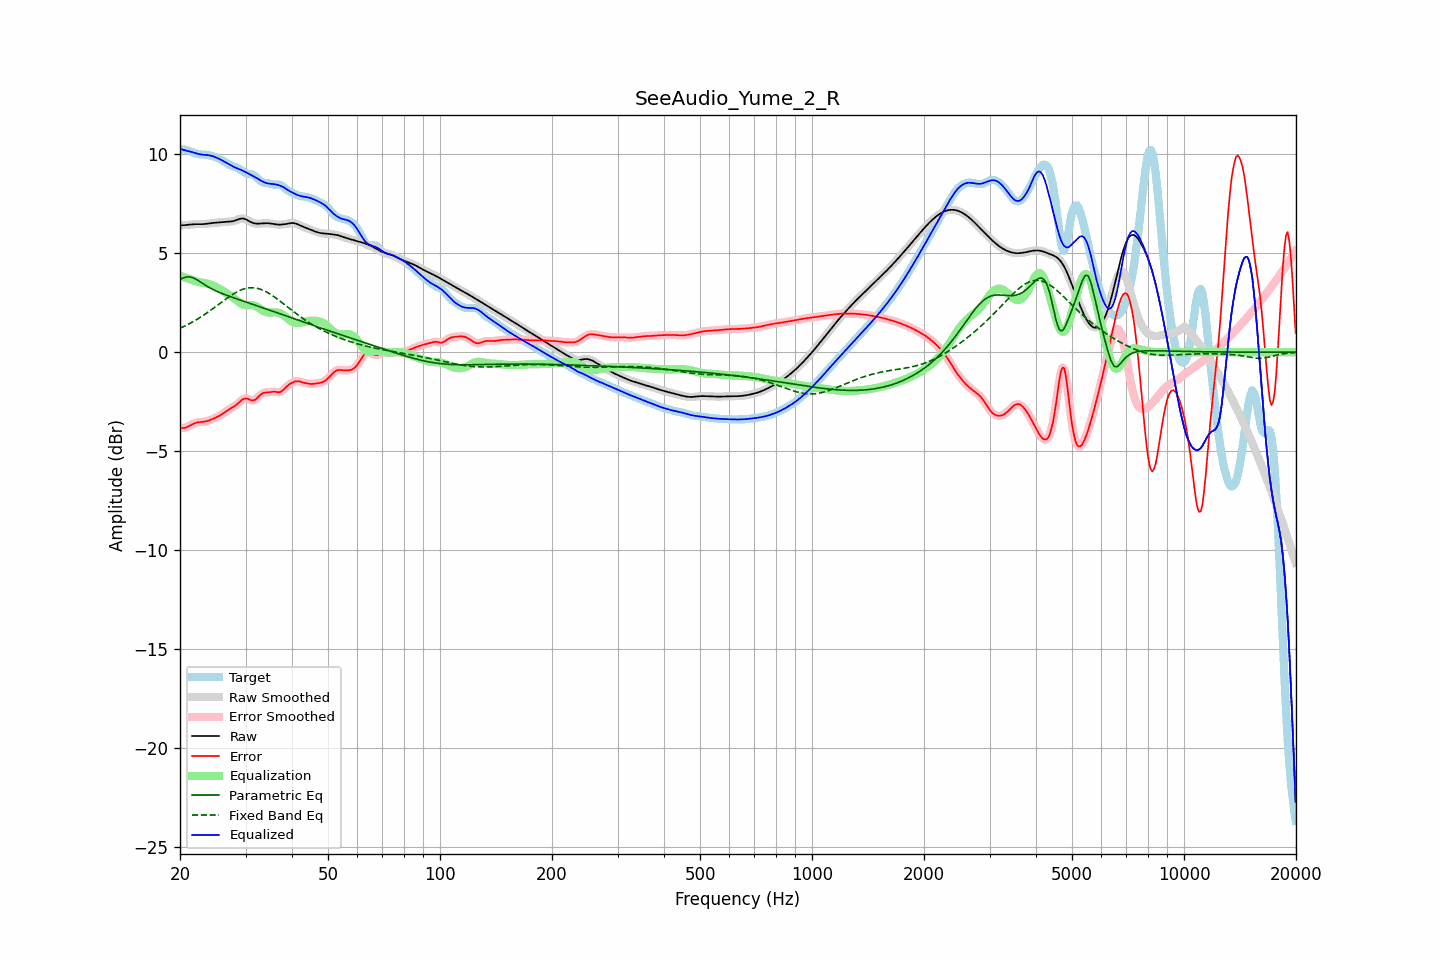 SeeAudio_Yume_2_R
10
5
0
−5
−10
−15
−20
−25
Amplitude (dBr)
Target
Raw Smoothed
Error Smoothed
Raw
Error
Equalization
Parametric Eq
Fixed Band Eq
Equalized
20 50 100 200 500 1000 2000 5000 10000 20000
Frequency (Hz)